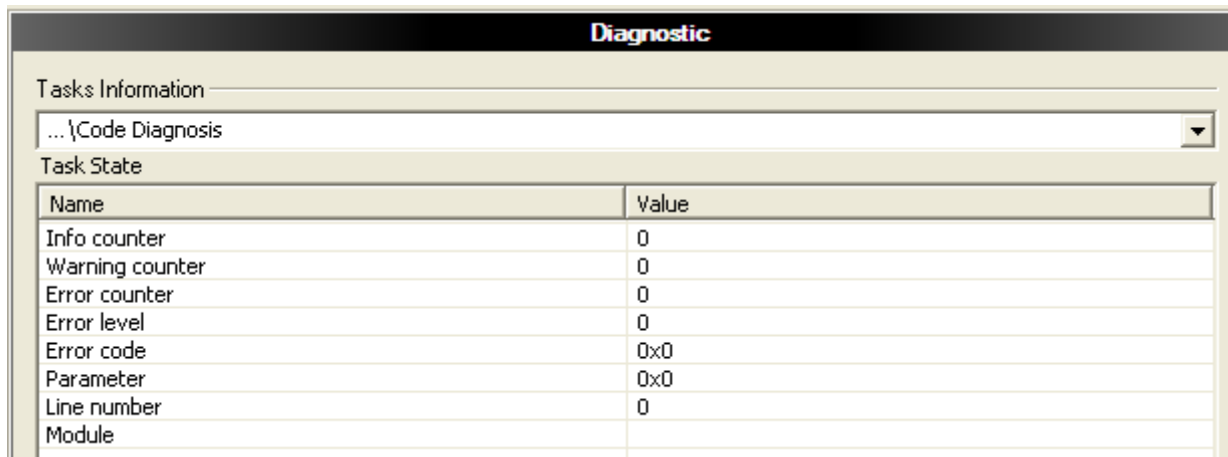 Diagnostic
Tasks Information
...\Code Diagnosis
Task State
Name Value
Info counter 0
Warning counter 0
Error counter 0
Error level 0
Error code 0x0
Parameter 0x0
Line number 0
Module